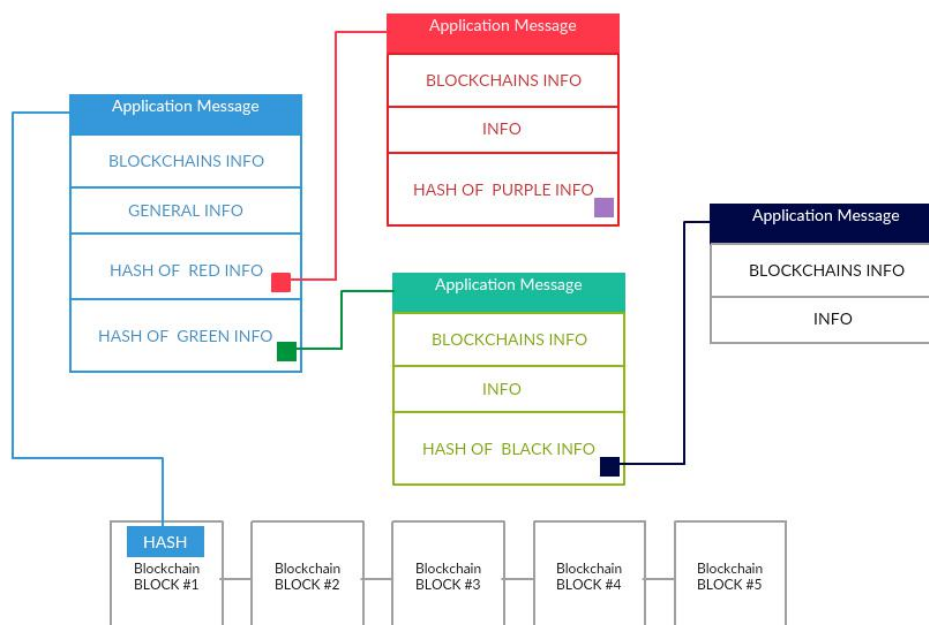 Application Message
BLOCKCHAINS INFO
INFO
HASH OF PURPLE INFO
Application Message
BLOCKCHAINS INFO
GENERAL INFO
HASH OF RED INFO
HASH OF GREEN INFO
Application Message
BLOCKCHAINS INFO
INFO
HASH OF BLACK INFO
Application Message
BLOCKCHAINS INFO
INFO
HASH
Blockchain
BLOCK #1
Blockchain
BLOCK #2
Blockchain
BLOCK #3
Blockchain
BLOCK #4
Blockchain
BLOCK #5